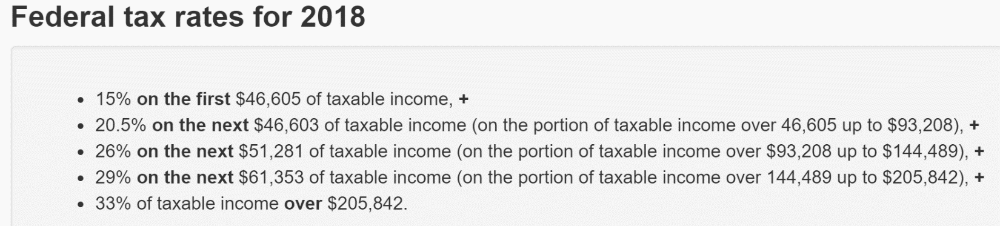 Federal tax rates for 2018
• 15% on the first $46,605 of taxable income, +
• 20.5% on the next $46,603 of taxable income (on the portion of taxable income over 46,605 up to $93,208), +
• 26% on the next $51,281 of taxable income (on the portion of taxable income over $93,208 up to $144,489), +
• 29% on the next $61,353 of taxable income (on the portion of taxable income over 144,489 up to $205,842), +
• 33% of taxable income over $205,842.